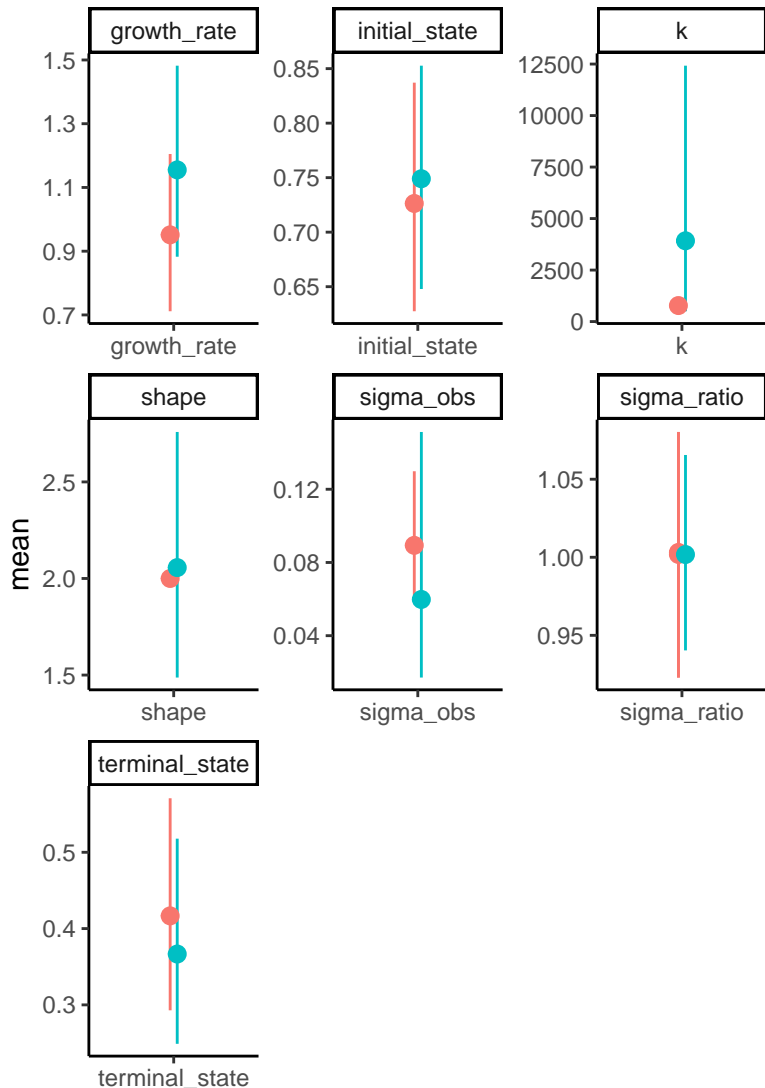 growth_rate initial_state k
1.5 0.85 12500
1.3 0.80 10000
1.1 0.75 7500
0.9 0.70 5000
0.7 0.65 2500
0
growth_rate initial_state k
shape sigma_obs sigma_ratio
2.5 0.12 1.05
2.0 0.08 1.00
1.5 0.04 0.95
mean
shape sigma_obs sigma_ratio
terminal_state
0.5
0.4
0.3
terminal_state